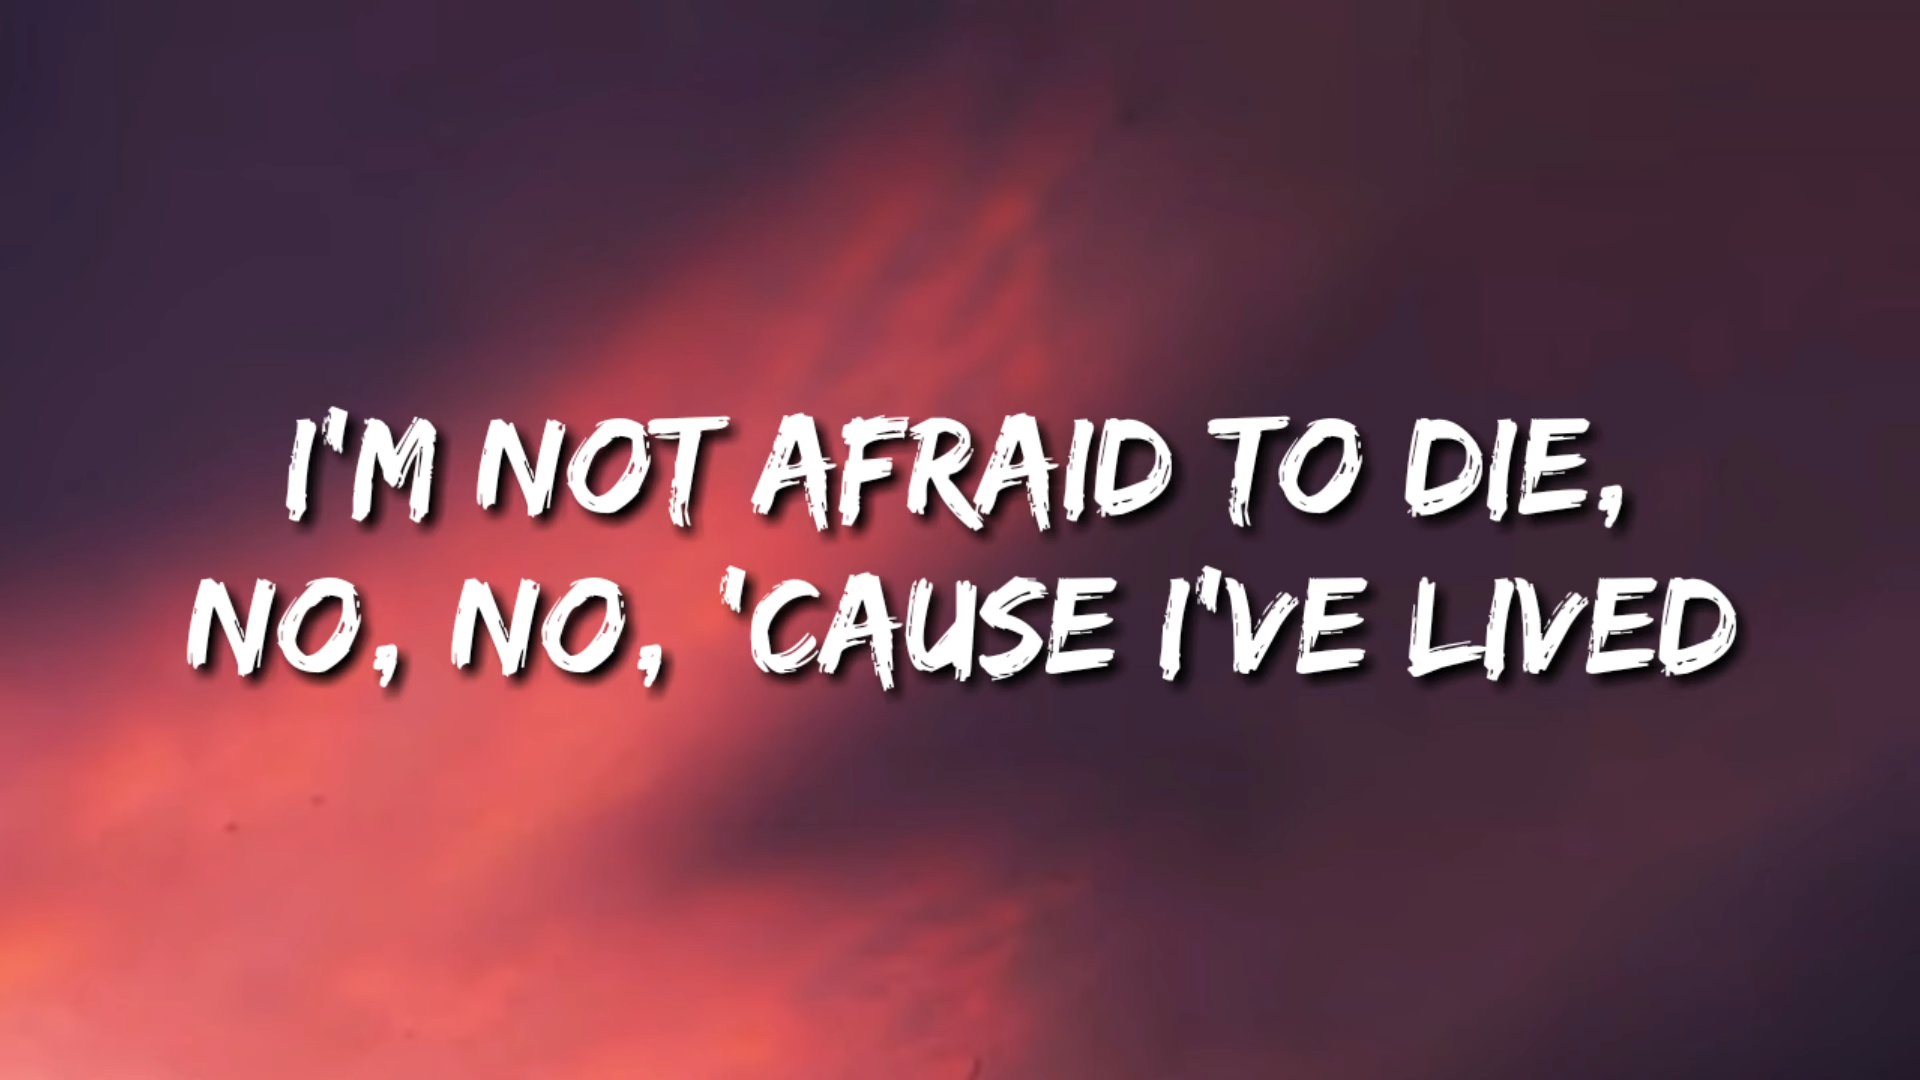 I'M NOT AFRAID TO DIE,
NO, NO, 'CAUSE I'VE LIVED